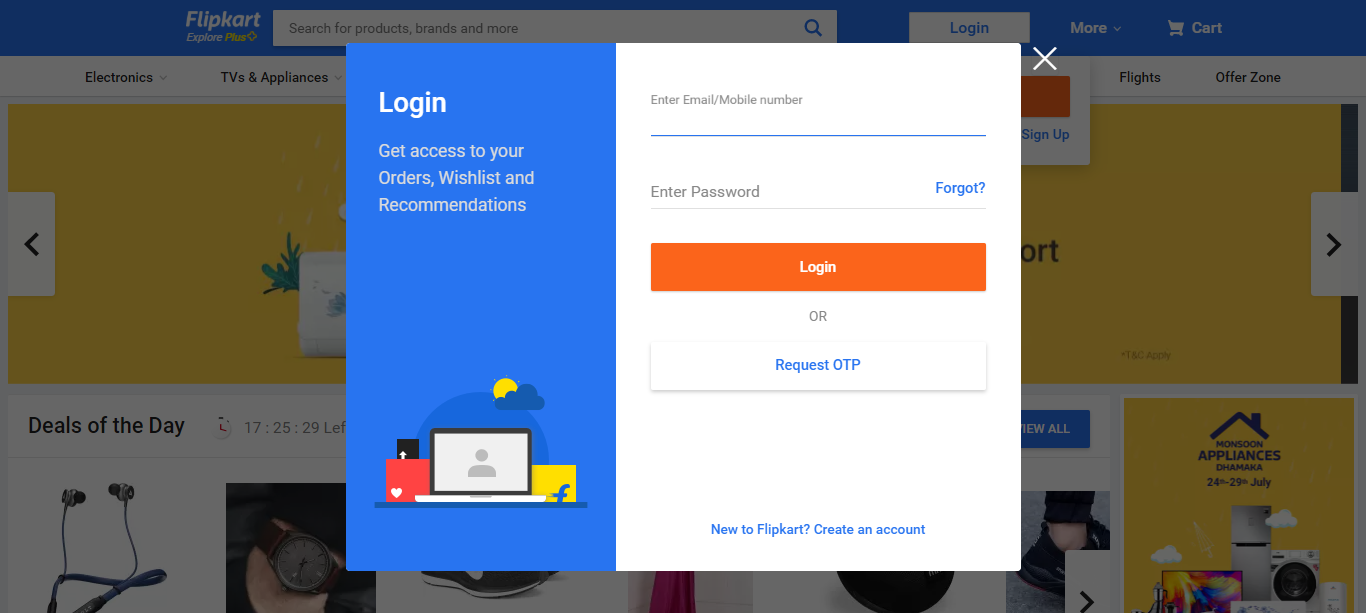 Flipkart
Explore Plus
Search for products, brands and more
Login
More
Cart
Electronics
TVs & Appliances
Flights
Offer Zone
Login
Get access to your
Orders, Wishlist and
Recommendations
Enter Email/Mobile number
Enter Password
Forgot?
Login
OR
Request OTP
New to Flipkart? Create an account
Sign Up
ort
*T&C Apply
Deals of the Day
17 : 25 : 29 Lef
VIEW ALL
MONSOON
APPLIANCES
DHAMAKA
24th-29th July